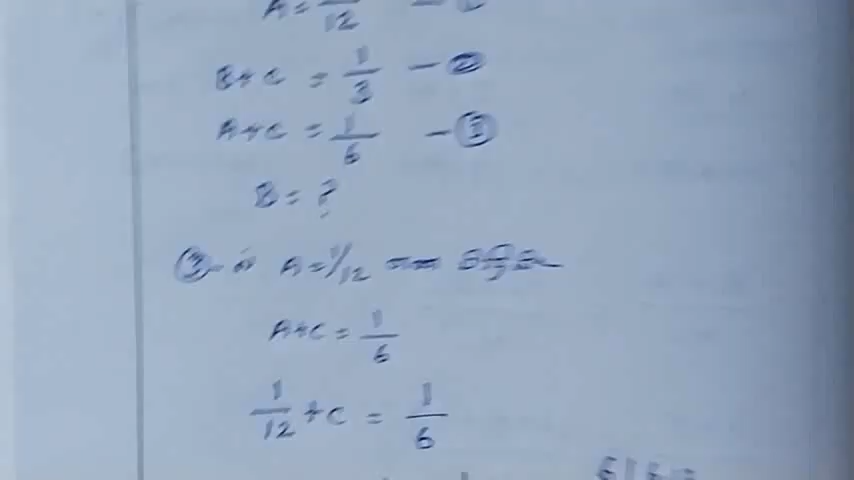 A = /12 — ①
B+C = 1/3 — ②
A+C = 1/6 — ③
B = ?
③- A = 1/12
A+C = 1/6
1/12 + C = 1/6